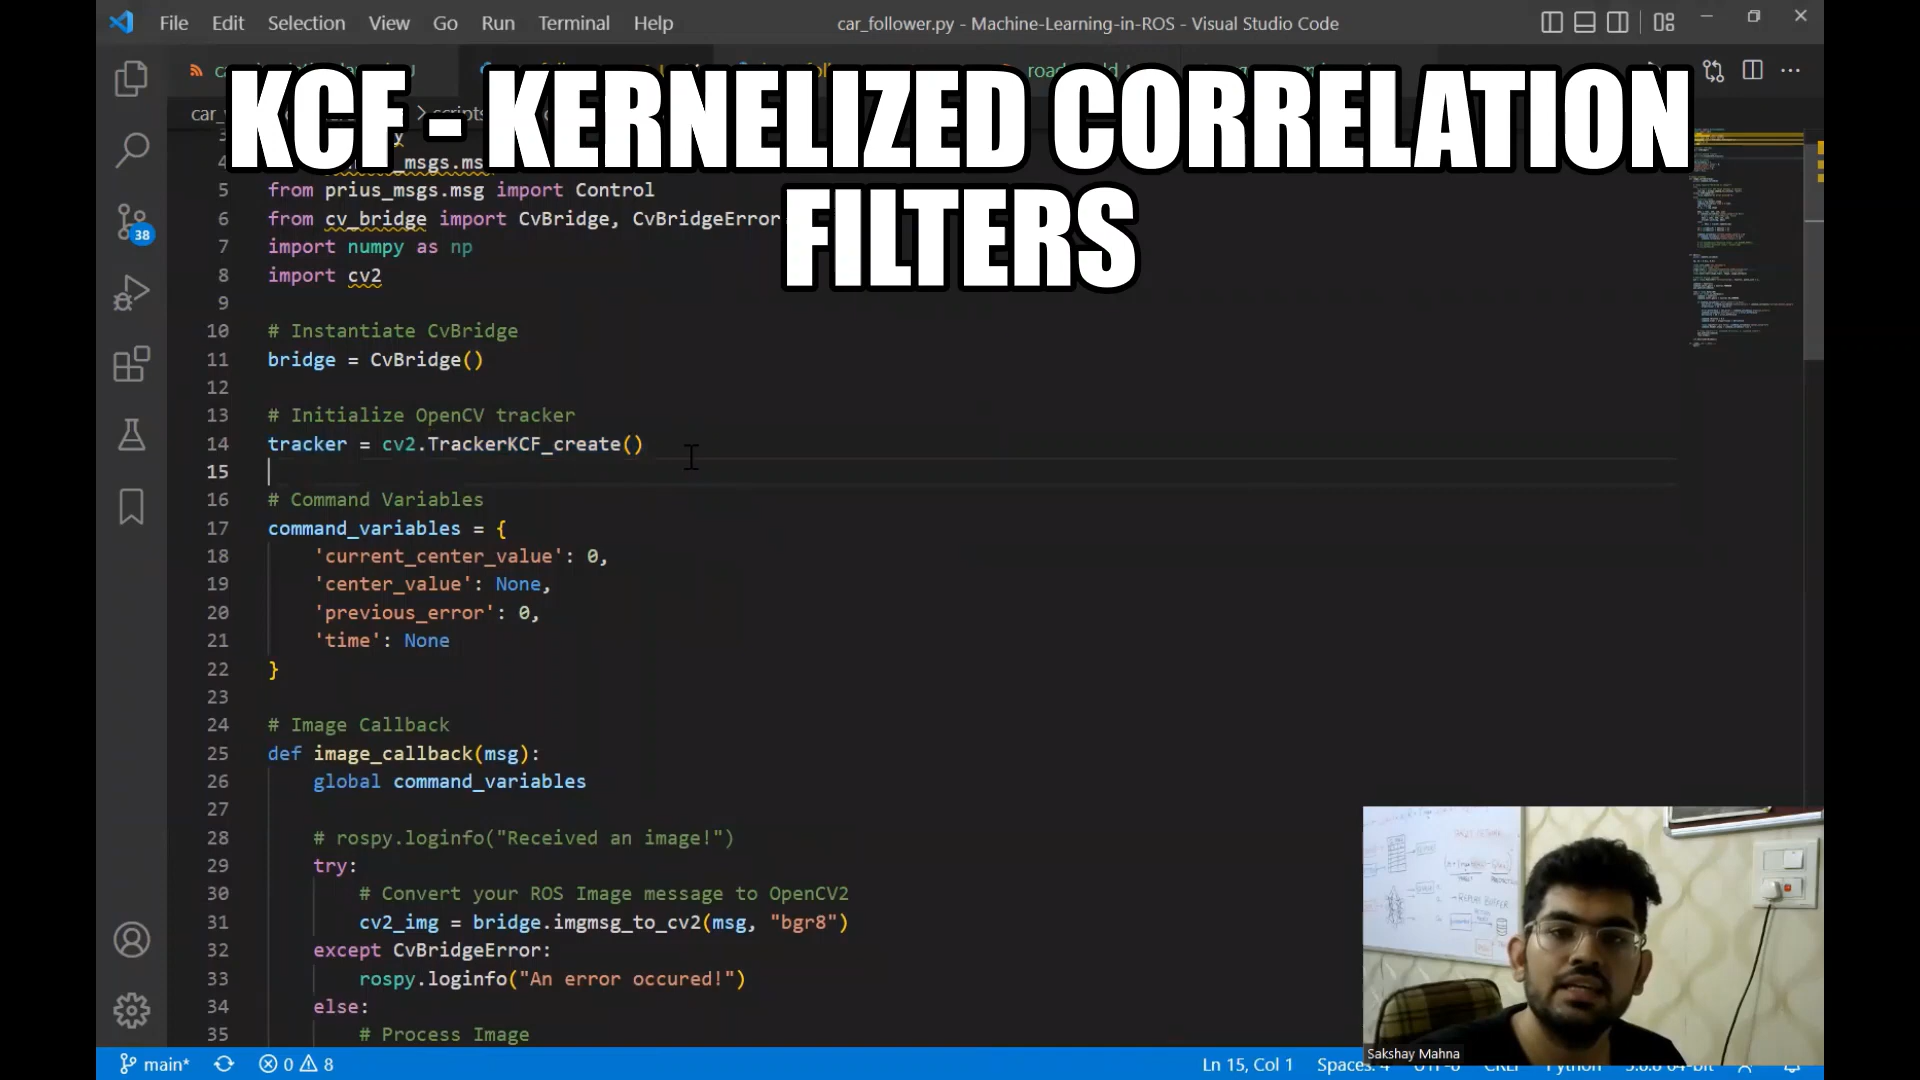 File Edit Selection View Go Run Terminal Help
car_follower.py - Machine-Learning-in-ROS - Visual Studio Code
KCF - KERNELIZED CORRELATION
FILTERS
5 from prius_msgs.msg import Control
6 from cv_bridge import CvBridge, CvBridgeError
7 import numpy as np
8 import cv2
9
10 # Instantiate CvBridge
11 bridge = CvBridge()
12
13 # Initialize OpenCV tracker
14 tracker = cv2.TrackerKCF_create()
15
16 # Command Variables
17 command_variables = {
18 'current_center_value': 0,
19 'center_value': None,
20 'previous_error': 0,
21 'time': None
22 }
23
24 # Image Callback
25 def image_callback(msg):
26 global command_variables
27
28 # rospy.loginfo("Received an image!")
29 try:
30 # Convert your ROS Image message to OpenCV2
31 cv2_img = bridge.imgmsg_to_cv2(msg, "bgr8")
32 except CvBridgeError:
33 rospy.loginfo("An error occured!")
34 else:
35 # Process Image
38
Sakshay Mahna
main* 0 8 Ln 15, Col 1